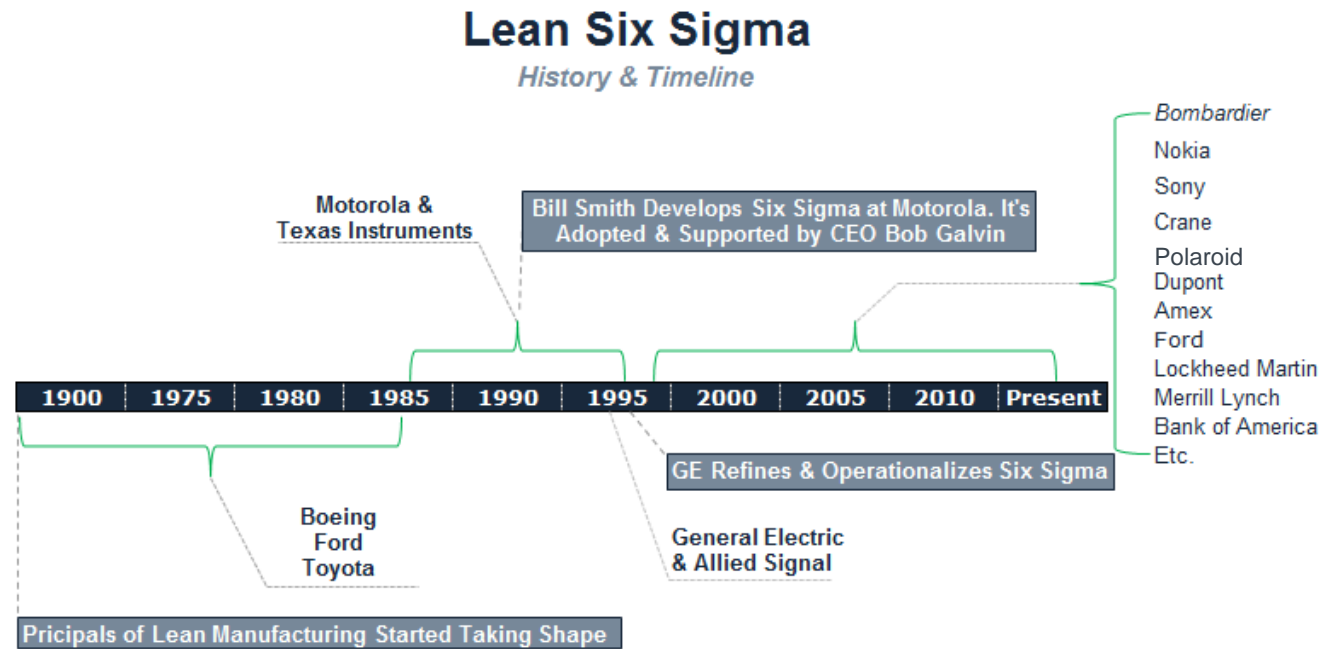 Lean Six Sigma
History & Timeline
Bombardier
Nokia
Sony
Crane
Polaroid
Dupont
Amex
Ford
Lockheed Martin
Merrill Lynch
Bank of America
Etc.
Motorola &
Texas Instruments
Bill Smith Develops Six Sigma at Motorola. It's
Adopted & Supported by CEO Bob Galvin
1900 1975 1980 1985 1990 1995 2000 2005 2010 Present
GE Refines & Operationalizes Six Sigma
Boeing
Ford
Toyota
General Electric
& Allied Signal
Pricipals of Lean Manufacturing Started Taking Shape